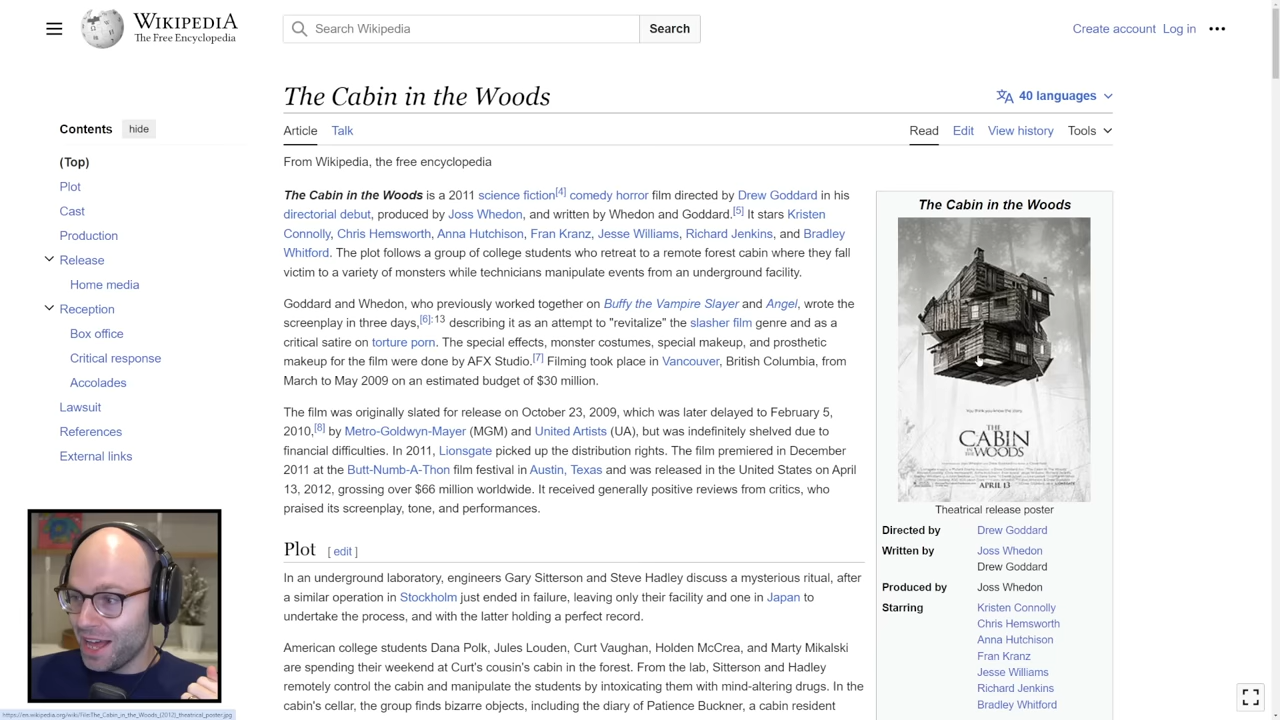 WIKIPEDIA
The Free Encyclopedia
Search Wikipedia
Search
Create account Log in
The Cabin in the Woods
40 languages
Contents hide
(Top)
Plot
Cast
Production
Release
Home media
Reception
Box office
Critical response
Accolades
Lawsuit
References
External links
Article Talk
Read Edit View history Tools
From Wikipedia, the free encyclopedia
The Cabin in the Woods is a 2011 science fiction[4] comedy horror film directed by Drew Goddard in his
directorial debut, produced by Joss Whedon, and written by Whedon and Goddard.[5] It stars Kristen
Connolly, Chris Hemsworth, Anna Hutchison, Fran Kranz, Jesse Williams, Richard Jenkins, and Bradley
Whitford. The plot follows a group of college students who retreat to a remote forest cabin where they fall
victim to a variety of monsters while technicians manipulate events from an underground facility.
Goddard and Whedon, who previously worked together on Buffy the Vampire Slayer and Angel, wrote the
screenplay in three days,[6]:13 describing it as an attempt to "revitalize" the slasher film genre and as a
critical satire on torture porn. The special effects, monster costumes, special makeup, and prosthetic
makeup for the film were done by AFX Studio.[7] Filming took place in Vancouver, British Columbia, from
March to May 2009 on an estimated budget of $30 million.
The film was originally slated for release on October 23, 2009, which was later delayed to February 5,
2010,[8] by Metro-Goldwyn-Mayer (MGM) and United Artists (UA), but was indefinitely shelved due to
financial difficulties. In 2011, Lionsgate picked up the distribution rights. The film premiered in December
2011 at the Butt-Numb-A-Thon film festival in Austin, Texas and was released in the United States on April
grossing over $66 million worldwide. It received generally positive reviews from critics, who
praised its screenplay, tone, and performances.
Plot [ edit ]
In an underground laboratory, engineers Gary Sitterson and Steve Hadley discuss a mysterious ritual, after
a similar operation in Stockholm just ended in failure, leaving only their facility and one in Japan to
undertake the process, and with the latter holding a perfect record.
American college students Dana Polk, Jules Louden, Curt Vaughan, Holden McCrea, and Marty Mikalski
are spending their weekend at Curt's cousin's cabin in the forest. From the lab, Sitterson and Hadley
remotely control the cabin and manipulate the students by intoxicating them with mind-altering drugs. In the
cabin's cellar, the group finds bizarre objects, including the diary of Patience Buckner, a cabin resident
The Cabin in the Woods
You think you know the story.
THE
CABIN
IN THE
WOODS
APRIL 13
Theatrical release poster
Directed by Drew Goddard
Written by Joss Whedon
Drew Goddard
Produced by Joss Whedon
Starring Kristen Connolly
Chris Hemsworth
Anna Hutchison
Fran Kranz
Jesse Williams
Richard Jenkins
Bradley Whitford
https://en.wikipedia.org/wiki/File:The_Cabin_in_the_Woods_(2012)_theatrical_poster.jpg